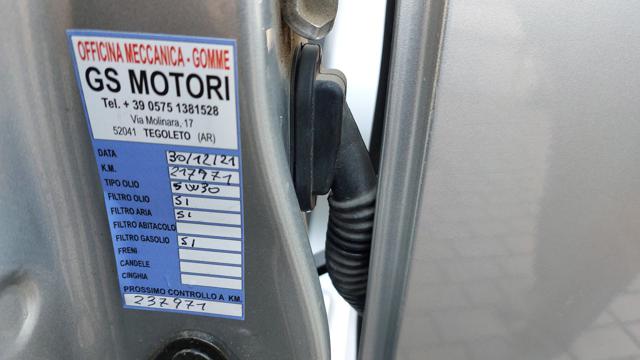 OFFICINA MECCANICA - GOMME
GS MOTORI
Tel. + 39 0575 1381528
Via Molinara, 17
52041 TEGOLETO (AR)
DATA 30/12/21
K.M. 217971
TIPO OLIO 5W30
FILTRO OLIO SI
FILTRO ARIA SI
FILTRO ABITACOLO
FILTRO GASOLIO SI
FRENI
CANDELE
CINGHIA
PROSSIMO CONTROLLO A KM.
237971